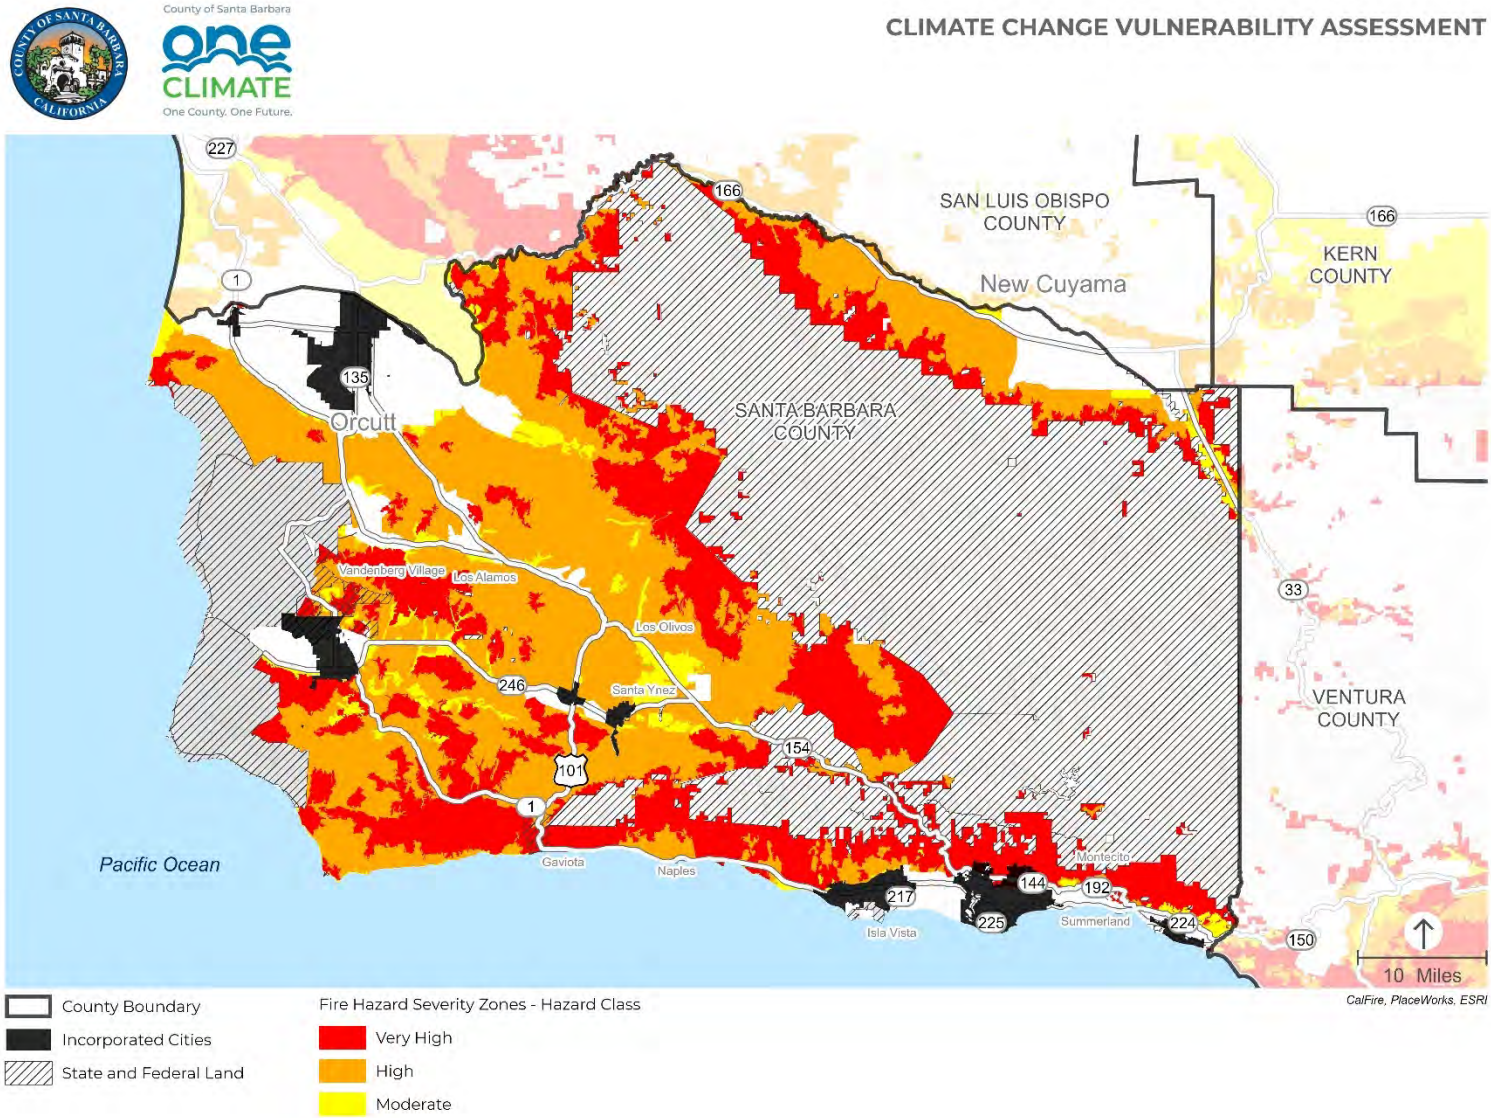 COUNTY OF SANTA BARBARA
CALIFORNIA
County of Santa Barbara
one
CLIMATE
One County. One Future.
CLIMATE CHANGE VULNERABILITY ASSESSMENT
227
166
SAN LUIS OBISPO
COUNTY
166
KERN
COUNTY
1
New Cuyama
135
Orcutt
SANTA BARBARA
COUNTY
Vandenberg Village
Los Alamos
33
Los Olivos
246
Santa Ynez
VENTURA
COUNTY
154
101
1
Pacific Ocean
Gaviota
Naples
Montecito
144
192
217
225
Summerland
224
Isla Vista
150
10 Miles
CalFire, PlaceWorks. ESRI
County Boundary
Incorporated Cities
State and Federal Land
Fire Hazard Severity Zones - Hazard Class
Very High
High
Moderate